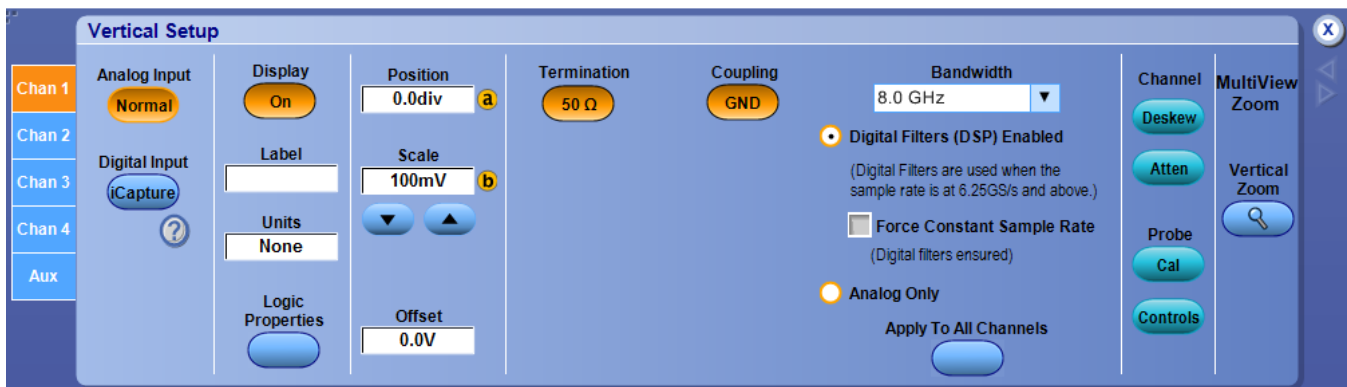 Vertical Setup
X
Chan 1
Chan 2
Chan 3
Chan 4
Aux
Analog Input
Normal
Digital Input
iCapture
?
Display
On
Label
Units
None
Logic
Properties
Position
0.0div
a
Scale
100mV
b
Offset
0.0V
Termination
50 Ω
Coupling
GND
Bandwidth
8.0 GHz
Digital Filters (DSP) Enabled
(Digital Filters are used when the
sample rate is at 6.25GS/s and above.)
Force Constant Sample Rate
(Digital filters ensured)
Analog Only
Apply To All Channels
Channel
Deskew
Atten
Probe
Cal
Controls
MultiView
Zoom
Vertical
Zoom